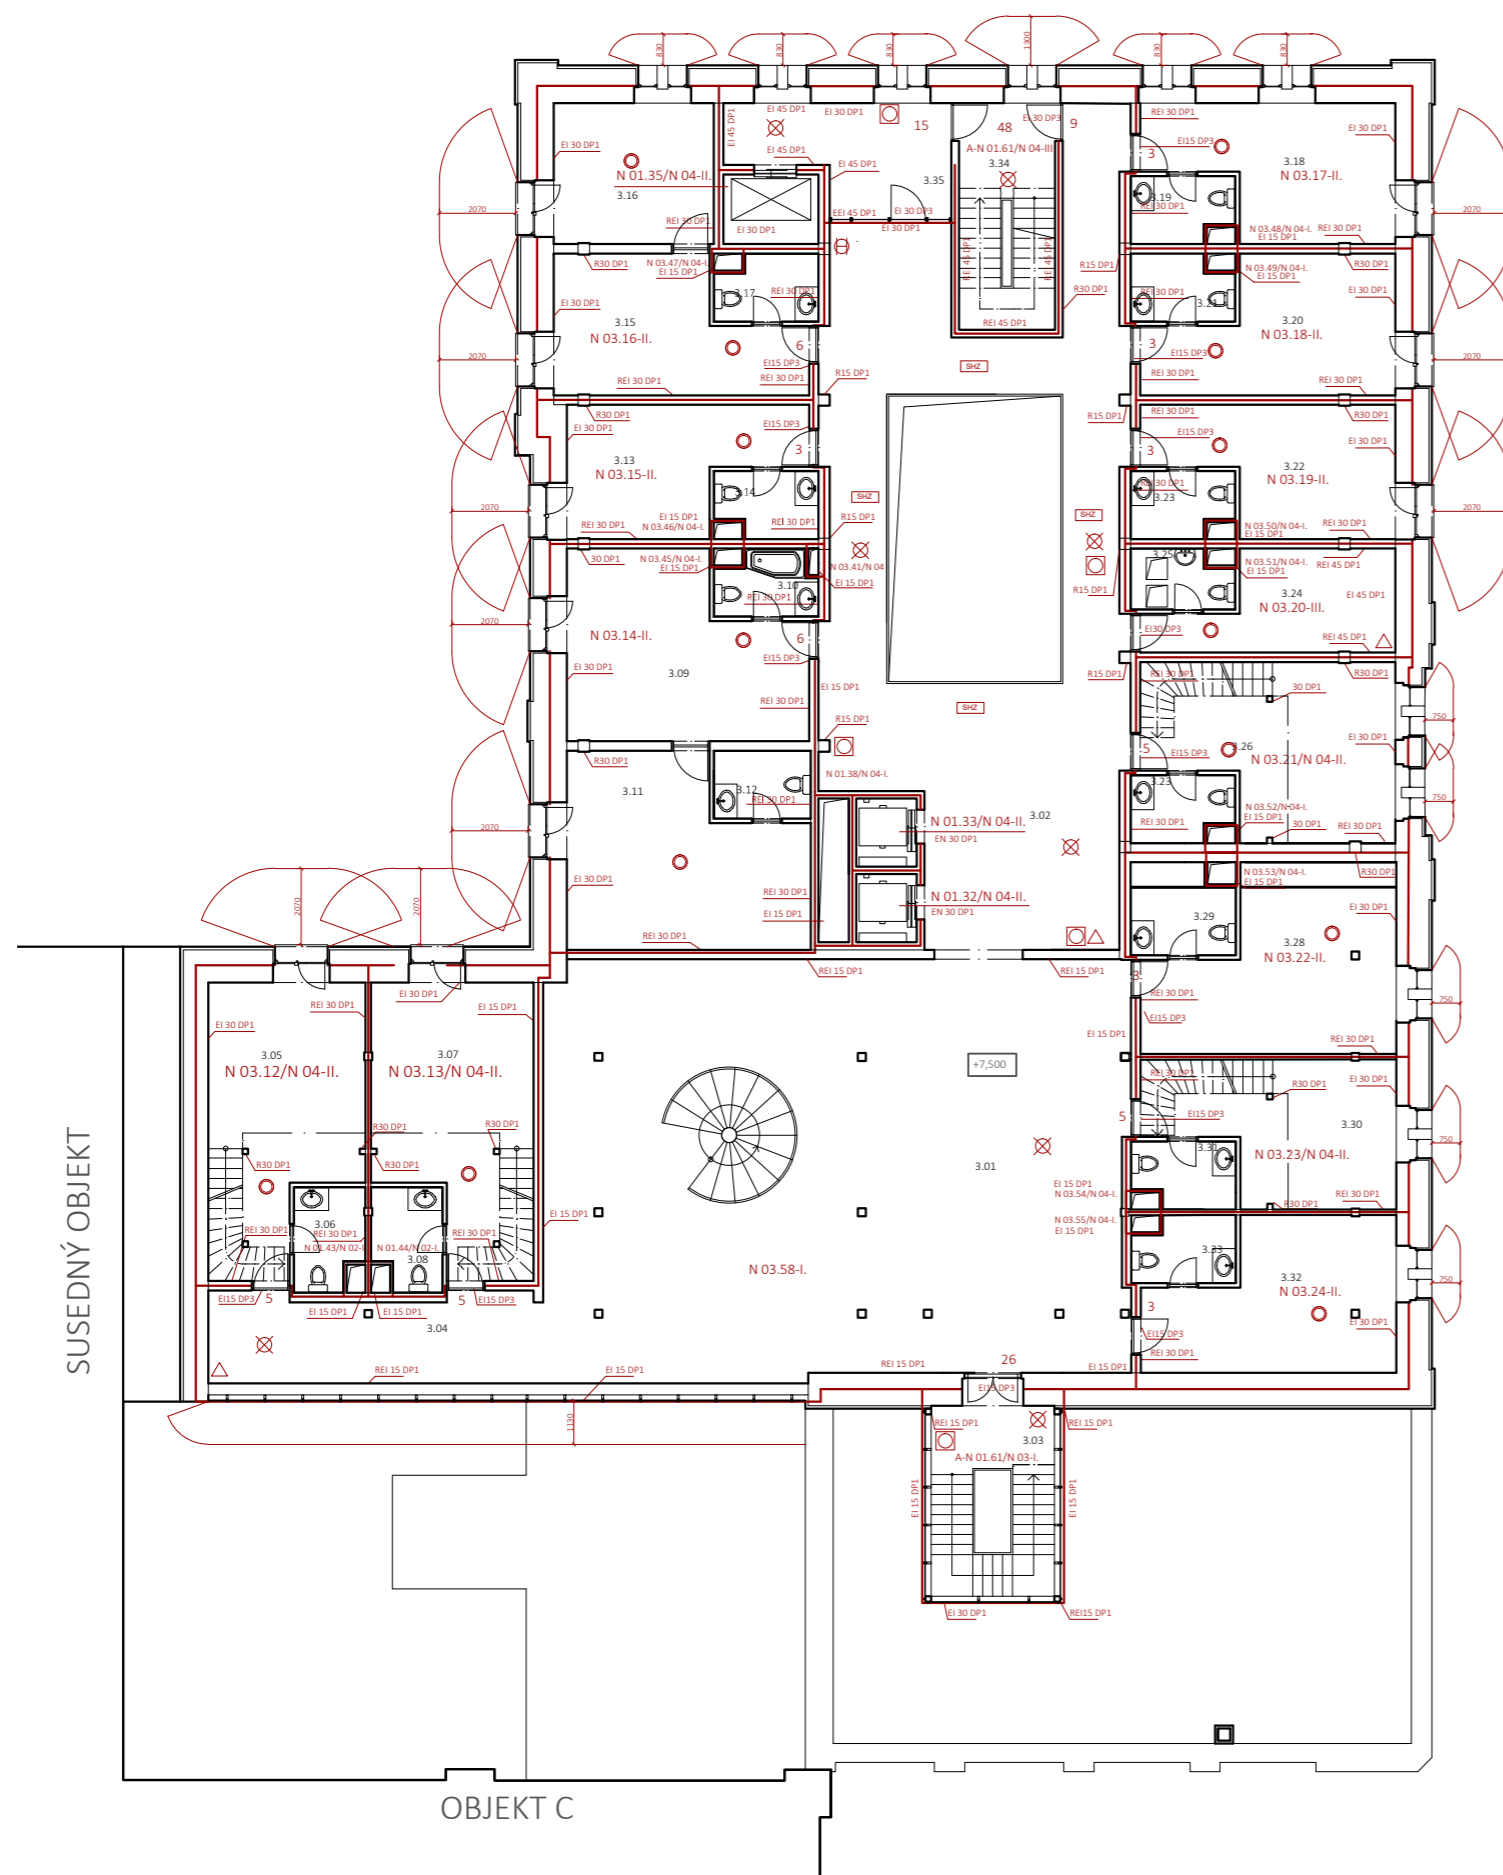 830
830
830
1300
830
830
EI 45 DP1
EI 30 DP1
EI 45 DP1
15
48
EI 30 DP3
9
REI 30 DP1
EI 30 DP1
EI 30 DP1
A-N 01.61/N 04-III
3.34
EI15 DP3
3
3.18
N 03.17-II.
EI 45 DP1
EI 45 DP1
N 01.35/N 04-II.
3.16
3.35
3.19
REI 30 DP1
2070
EEI 45 DP1
EI 30 DP3
EI 30 DP1
REI 30 DP1
EI 30 DP1
2070
N 03.48/N 04-I.
EI 15 DP1
REI 30 DP1
R30 DP1
N 03.47/N 04-I.
EI 15 DP1
REI 45 DP1
REI 45 DP1
R15 DP1
N 03.49/N 04-I.
EI 15 DP1
R30 DP1
3.17
REI 30 DP1
R30 DP1
REI 30 DP1
3.21
EI 30 DP1
EI 30 DP1
3.15
N 03.16-II.
REI 45 DP1
3.20
N 03.18-II.
6
3
2070
EI15 DP3
EI15 DP3
2070
SHZ
REI 30 DP1
REI 30 DP1
R15 DP1
REI 30 DP1
REI 30 DP1
R30 DP1
R15 DP1
REI 30 DP1
R30 DP1
EI15 DP3
EI 30 DP1
EI15 DP3
EI 30 DP1
3
3
3.13
N 03.15-II.
3.22
N 03.19-II.
REI 30 DP1
3.14
SHZ
3.23
2070
2070
EI 15 DP1
N 03.46/N 04-I.
REI 30 DP1
REI 30 DP1
R15 DP1
SHZ
N 03.50/N 04-I.
EI 15 DP1
REI 30 DP1
30 DP1
N 03.45/N 04-I.
EI 15 DP1
N 03.41/N 04
3.25
N 03.51/N 04-I.
EI 15 DP1
REI 45 DP1
3.10
EI 15 DP1
R15 DP1
REI 30 DP1
3.24
N 03.20-III.
EI 45 DP1
2070
N 03.14-II.
6
EI30 DP3
REI 45 DP1
EI15 DP3
EI 30 DP1
3.09
R15 DP1
REI 30 DP1
R30 DP1
EI 15 DP1
30 DP1
REI 30 DP1
SHZ
R15 DP1
750
EI 30 DP1
R30 DP1
5
EI15 DP3
3.26
N 03.21/N 04-II.
N 01.38/N 04-I.
3.11
3.12
REI 30 DP1
3.23
750
N 03.52/N 04-I.
EI 15 DP1
3.02
N 01.33/N 04-II.
EN 30 DP1
REI 30 DP1
30 DP1
REI 30 DP1
2070
N 03.53/N 04-I.
EI 15 DP1
R30 DP1
EI 30 DP1
REI 30 DP1
N 01.32/N 04-II.
EN 30 DP1
EI 15 DP1
2070
2070
3.29
EI 30 DP1
REI 30 DP1
3.28
N 03.22-II.
REI 15 DP1
REI 15 DP1
3
REI 30 DP1
EI 30 DP1
REI 30 DP1
EI 15 DP1
750
EI 30 DP1
EI15 DP3
EI 15 DP1
REI 30 DP1
3.05
N 03.12/N 04-II.
3.07
N 03.13/N 04-II.
+7,500
REI 30 DP1
R30 DP1
EI 30 DP1
5
EI15 DP3
R30 DP1
R30 DP1
3.30
750
R30 DP1
R30 DP1
3.31
N 03.23/N 04-II.
3.01
EI 15 DP1
N 03.54/N 04-I.
REI 30 DP1
R30 DP1
EI 15 DP1
3.06
REI 30 DP1
REI 30 DP1
REI 30 DP1
N 03.55/N 04-I.
EI 15 DP1
N 01.43/N 02-I.
N 01.44/N 02-I.
3.08
3.33
N 03.58-I.
3.32
N 03.24-II.
750
EI15 DP3
5
EI 15 DP1
EI 15 DP1
5
EI15 DP3
3
3.04
EI 30 DP1
EI15 DP3
REI 15 DP1
EI 15 DP1
REI 15 DP1
26
EI 15 DP1
REI 30 DP1
EI15 DP3
1130
REI 15 DP1
REI 15 DP1
3.03
A-N 01.61/N 03-I.
EI 15 DP1
EI 15 DP1
EI 30 DP1
REI15 DP1
SUSEDNÝ OBJEKT
OBJEKT C